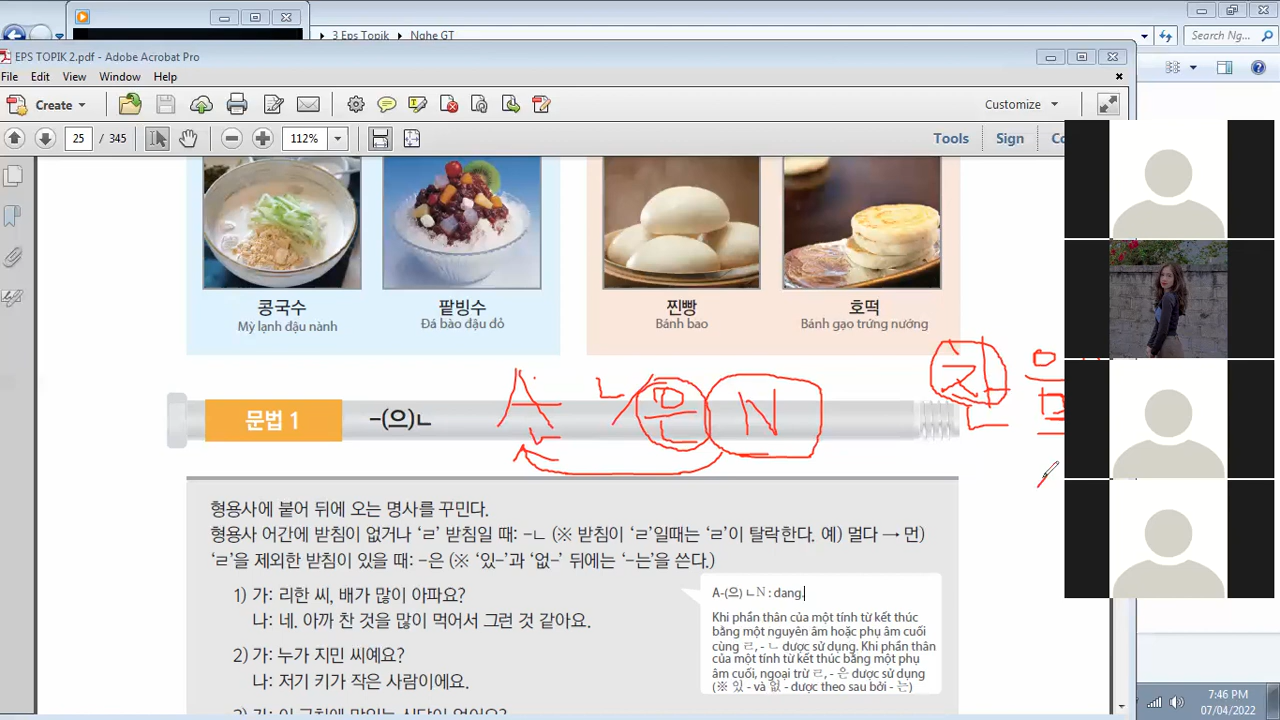 3 Eps Topik
Nghe GT
Search Ng...
EPS TOPIK 2.pdf - Adobe Acrobat Pro
File Edit View Window Help
Create
Customize
25 / 345
112%
Tools Sign Co
콩국수
Mỳ lạnh đậu nành
팥빙수
Đá bào đậu đỏ
찐빵
Bánh bao
호떡
Bánh gạo trứng nướng
문법 1
-(으)ㄴ
A ㄴ/은 N
형용사에 붙어 뒤에 오는 명사를 꾸민다.
형용사 어간에 받침이 없거나 ‘ㄹ’ 받침일 때: -ㄴ (※ 받침이 ‘ㄹ’일때는 ‘ㄹ’이 탈락한다. 예) 멀다 → 먼)
‘ㄹ’을 제외한 받침이 있을 때: -은 (※ ‘있-’과 ‘없-’ 뒤에는 ‘-는’을 쓴다.)
1) 가: 리한 씨, 배가 많이 아파요?
나: 네. 아까 찬 것을 많이 먹어서 그런 것 같아요.
2) 가: 누가 지민 씨예요?
나: 저기 키가 작은 사람이에요.
A-(으)ㄴN : dang.
Khi phần thân của một tính từ kết thúc
bằng một nguyên âm hoặc phụ âm cuối
cùng ㄹ, - ㄴ được sử dụng. Khi phần thân
của một tính từ kết thúc bằng một phụ
âm cuối, ngoại trừ ㄹ, - 은 được sử dụng
(※ 있 - và 없 - được theo sau bởi - 는)
7:46 PM
07/04/2022